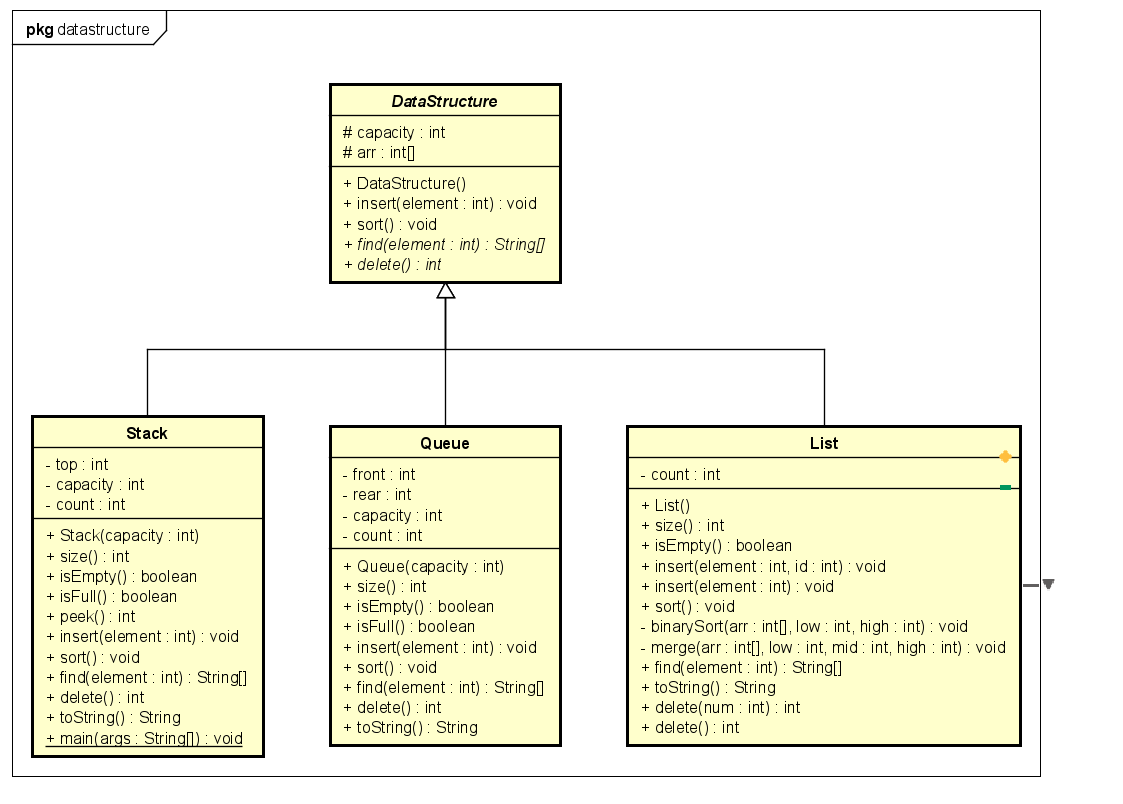 pkg datastructure
DataStructure
# capacity : int
# arr : int[]
+ DataStructure()
+ insert(element : int) : void
+ sort() : void
+ find(element : int) : String[]
+ delete() : int
Stack
- top : int
- capacity : int
- count : int
+ Stack(capacity : int)
+ size() : int
+ isEmpty() : boolean
+ isFull() : boolean
+ peek() : int
+ insert(element : int) : void
+ sort() : void
+ find(element : int) : String[]
+ delete() : int
+ toString() : String
+ main(args : String[]) : void
Queue
- front : int
- rear : int
- capacity : int
- count : int
+ Queue(capacity : int)
+ size() : int
+ isEmpty() : boolean
+ isFull() : boolean
+ insert(element : int) : void
+ sort() : void
+ find(element : int) : String[]
+ delete() : int
+ toString() : String
List
- count : int
+ List()
+ size() : int
+ isEmpty() : boolean
+ insert(element : int, id : int) : void
+ insert(element : int) : void
+ sort() : void
- binarySort(arr : int[], low : int, high : int) : void
- merge(arr : int[], low : int, mid : int, high : int) : void
+ find(element : int) : String[]
+ toString() : String
+ delete(num : int) : int
+ delete() : int